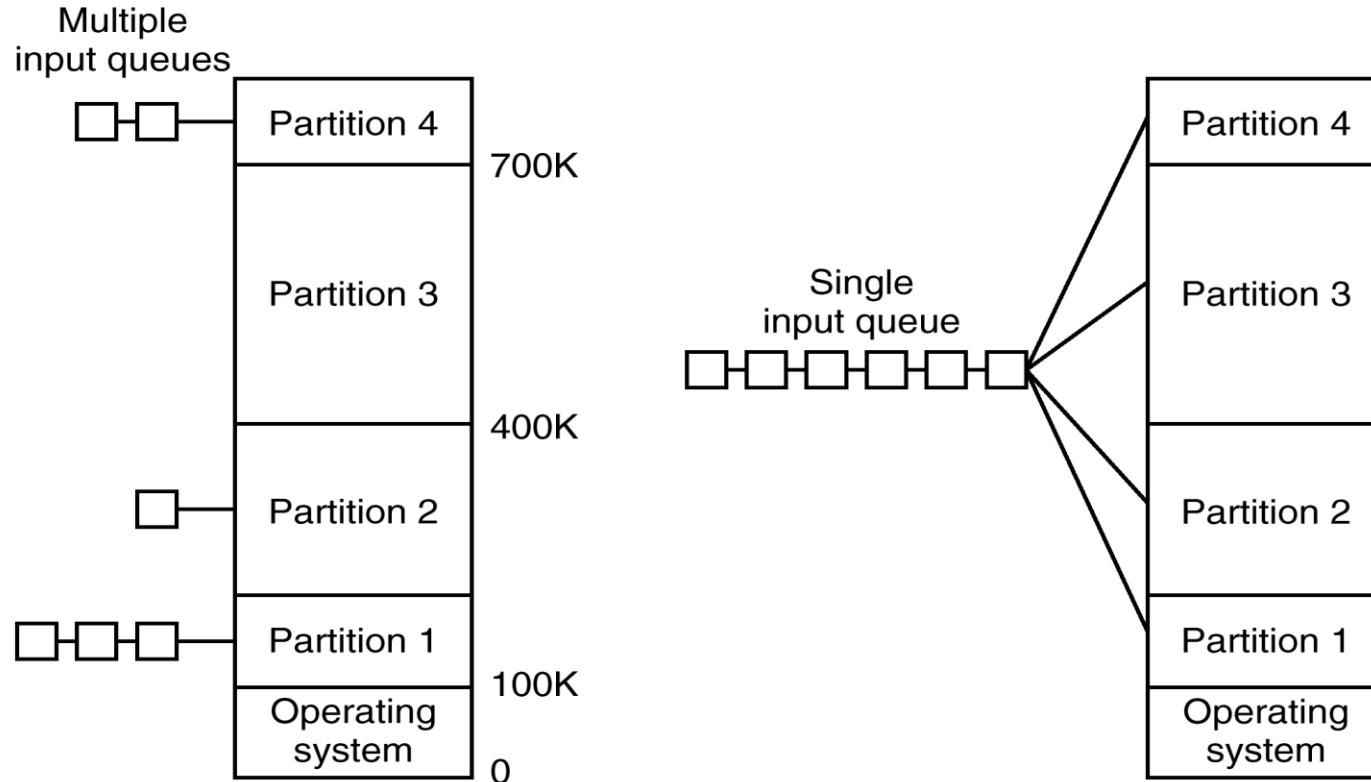 Multiple
input queues
Partition 4
700K
Partition 3
400K
Partition 2
Partition 1
100K
Operating
system
0
Single
input queue
Partition 4
Partition 3
Partition 2
Partition 1
Operating
system